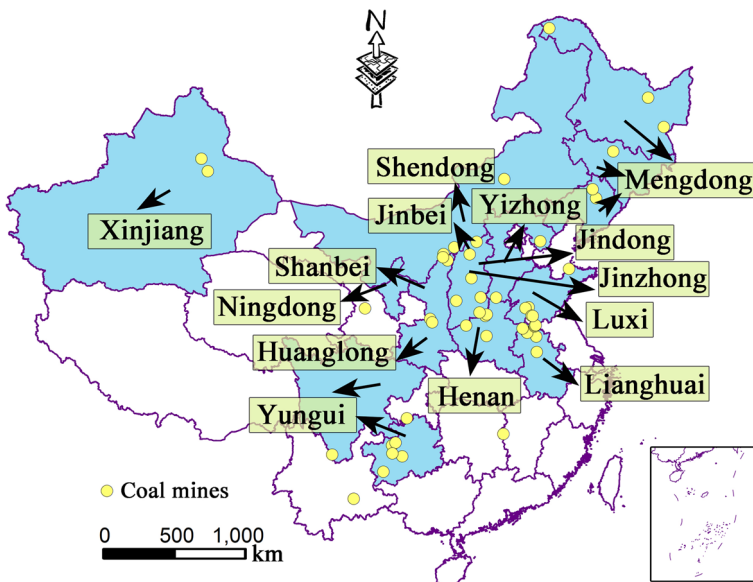 N
Shendong
Mengdong
Jinbei
Yizhong
Xinjiang
Jindong
Shanbei
Jinzhong
Ningdong
Luxi
Huanglong
Lianghuai
Henan
Yungui
Coal mines
0 500 1,000
km